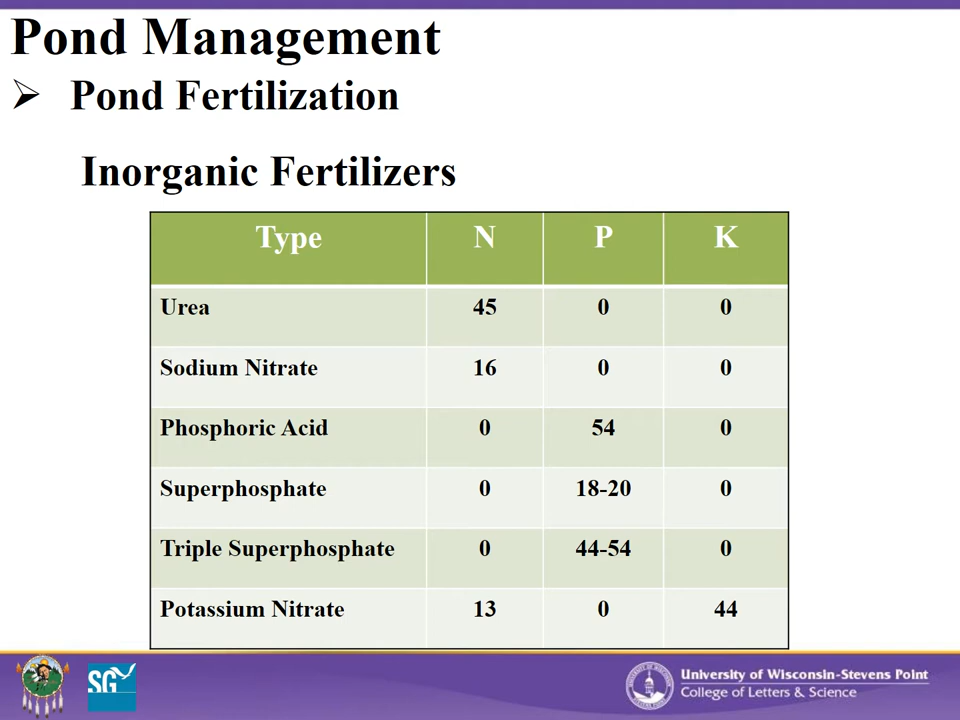 Pond Management
➢ Pond Fertilization
Inorganic Fertilizers
Type N P K
Urea 45 0 0
Sodium Nitrate 16 0 0
Phosphoric Acid 0 54 0
Superphosphate 0 18-20 0
Triple Superphosphate 0 44-54 0
Potassium Nitrate 13 0 44
SG
University of Wisconsin-Stevens Point
College of Letters & Science